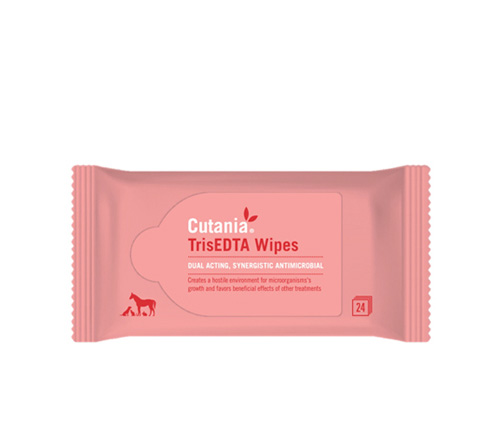 Cutania®
TrisEDTA Wipes
DUAL ACTING, SYNERGISTIC ANTIMICROBIAL
Creates a hostile environment for microorganisms's
growth and favors beneficial effects of other treatments
24